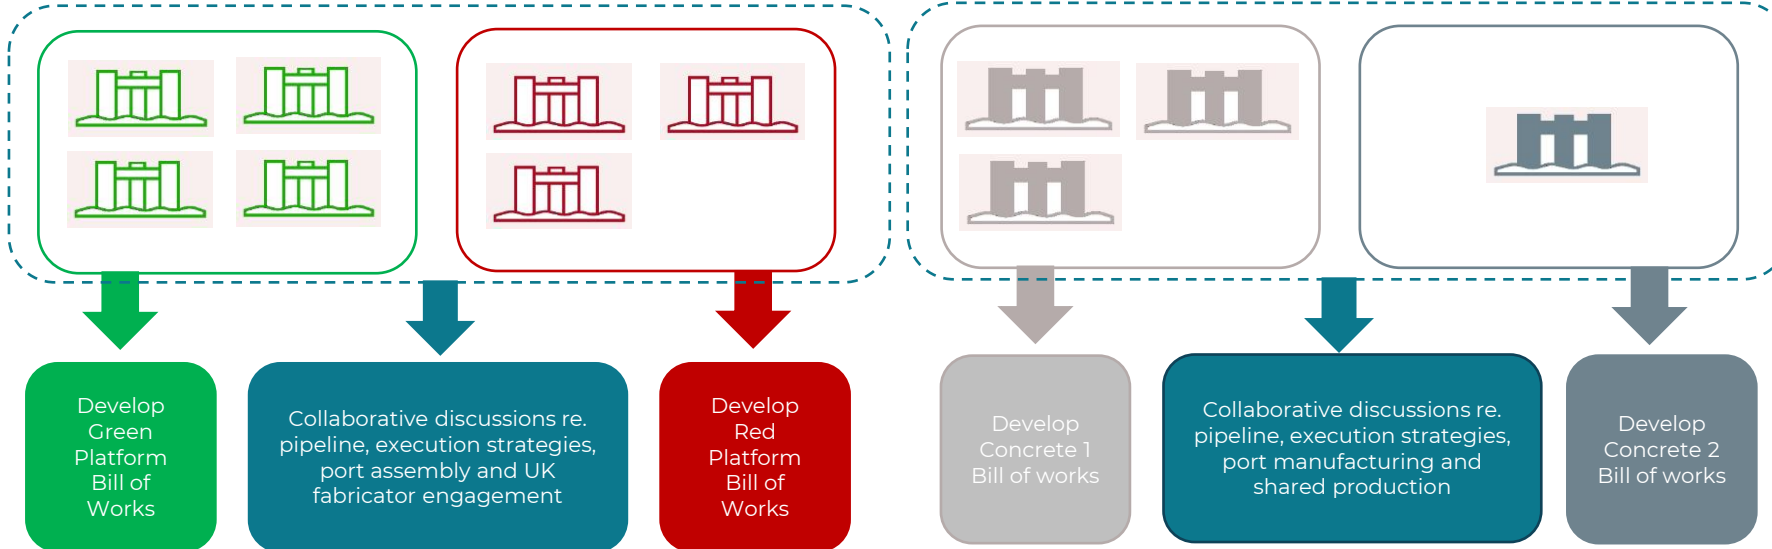 Develop
Green
Platform
Bill of
Works
Collaborative discussions re.
pipeline, execution strategies,
port assembly and UK
fabricator engagement
Develop
Red
Platform
Bill of
Works
Develop
Concrete 1
Bill of works
Collaborative discussions re.
pipeline, execution strategies,
port manufacturing and
shared production
Develop
Concrete 2
Bill of works